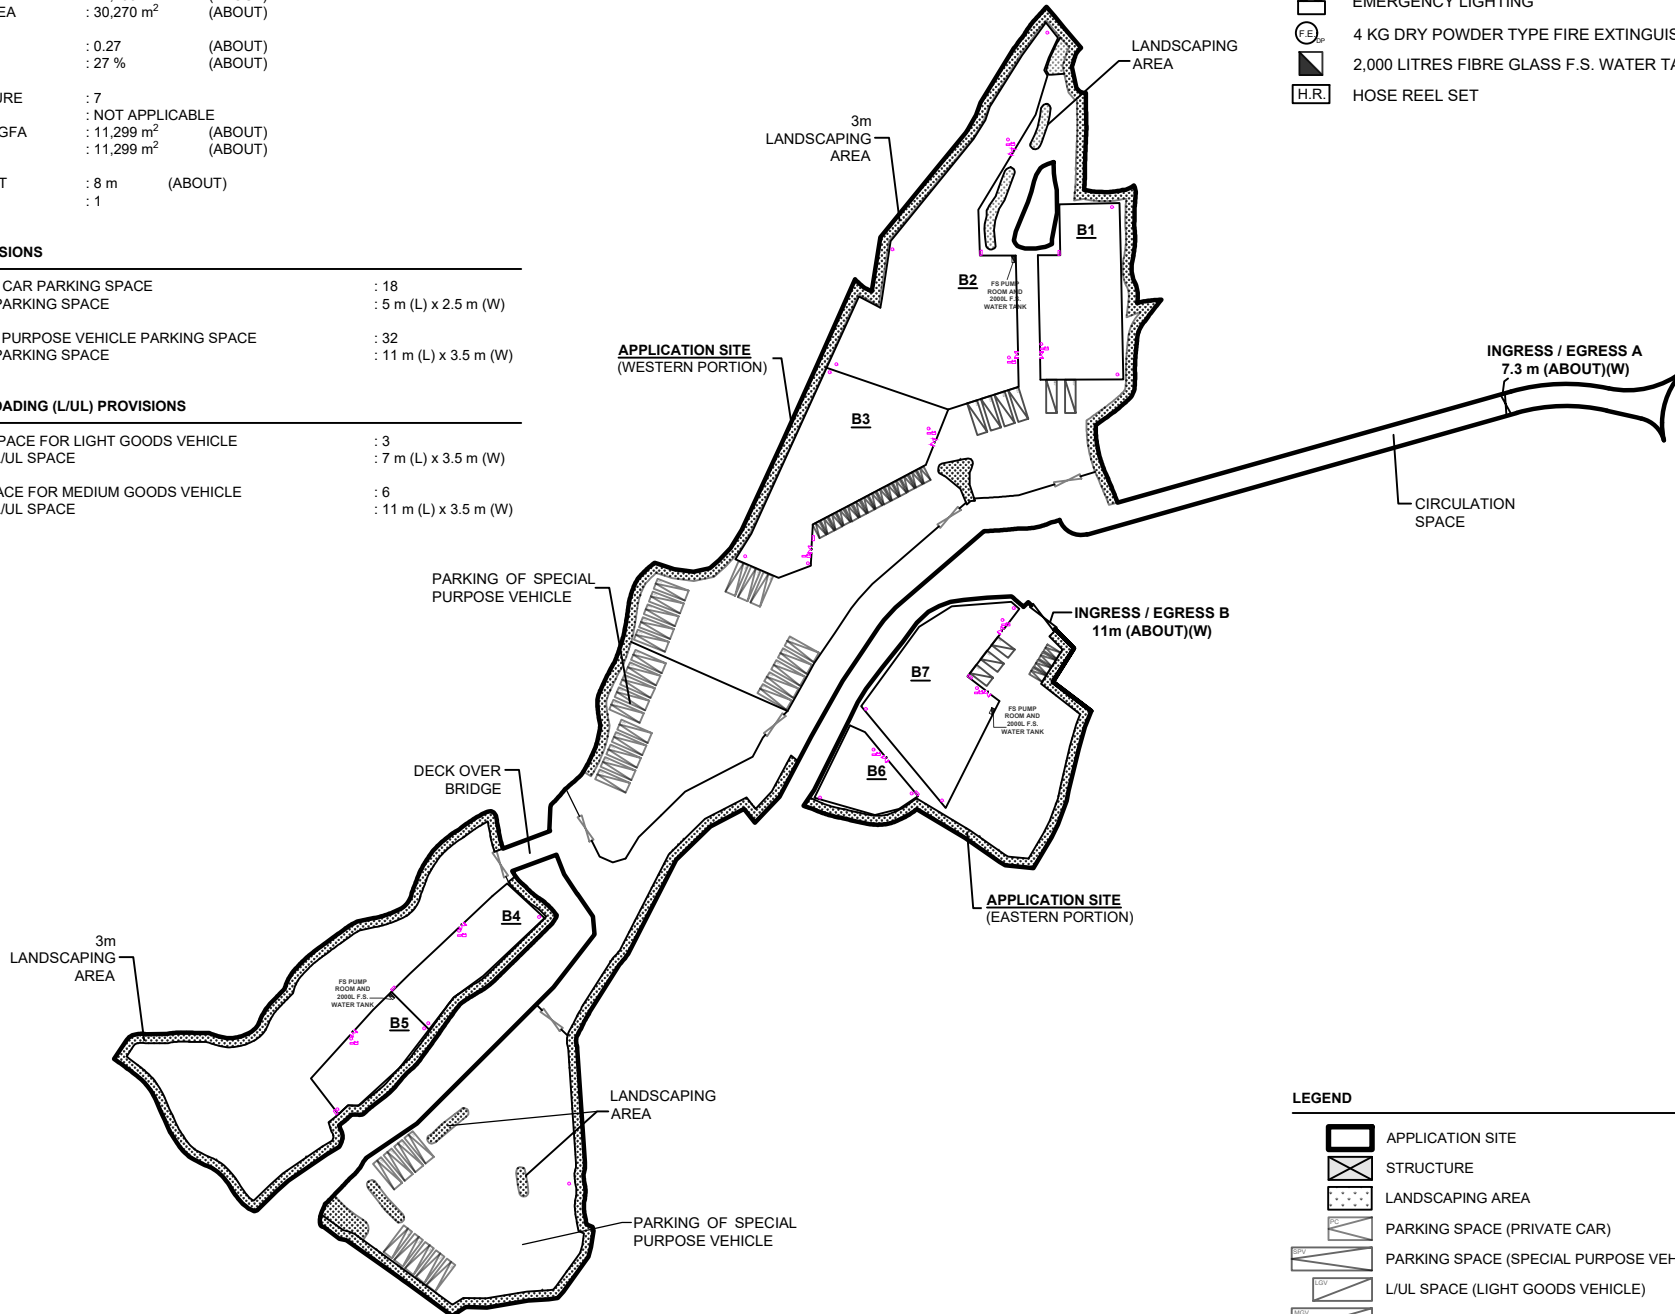 EA : 30,270 m² (ABOUT)
: 0.27 (ABOUT)
: 27 % (ABOUT)
URE : 7
: NOT APPLICABLE
GFA : 11,299 m² (ABOUT)
: 11,299 m² (ABOUT)
T : 8 m (ABOUT)
: 1
SIONS
CAR PARKING SPACE : 18
PARKING SPACE : 5 m (L) x 2.5 m (W)
PURPOSE VEHICLE PARKING SPACE : 32
PARKING SPACE : 11 m (L) x 3.5 m (W)
OADING (L/UL) PROVISIONS
SPACE FOR LIGHT GOODS VEHICLE : 3
/UL SPACE : 7 m (L) x 3.5 m (W)
ACE FOR MEDIUM GOODS VEHICLE : 6
/UL SPACE : 11 m (L) x 3.5 m (W)
EMERGENCY LIGHTING
F.E. DP 4 KG DRY POWDER TYPE FIRE EXTINGUIS
2,000 LITRES FIBRE GLASS F.S. WATER TA
H.R. HOSE REEL SET
LANDSCAPING
AREA
3m
LANDSCAPING
AREA
B1
B2
FS PUMP
ROOM AND
2000L F.S.
WATER TANK
APPLICATION SITE
(WESTERN PORTION)
B3
INGRESS / EGRESS A
7.3 m (ABOUT)(W)
CIRCULATION
SPACE
PARKING OF SPECIAL
PURPOSE VEHICLE
INGRESS / EGRESS B
11m (ABOUT)(W)
B7
FS PUMP
ROOM AND
2000L F.S.
WATER TANK
B6
DECK OVER
BRIDGE
APPLICATION SITE
(EASTERN PORTION)
B4
3m
LANDSCAPING
AREA
FS PUMP
ROOM AND
2000L F.S.
WATER TANK
B5
LANDSCAPING
AREA
PARKING OF SPECIAL
PURPOSE VEHICLE
LEGEND
APPLICATION SITE
STRUCTURE
LANDSCAPING AREA
PC PARKING SPACE (PRIVATE CAR)
SPV PARKING SPACE (SPECIAL PURPOSE VEH
LGV L/UL SPACE (LIGHT GOODS VEHICLE)
MGV